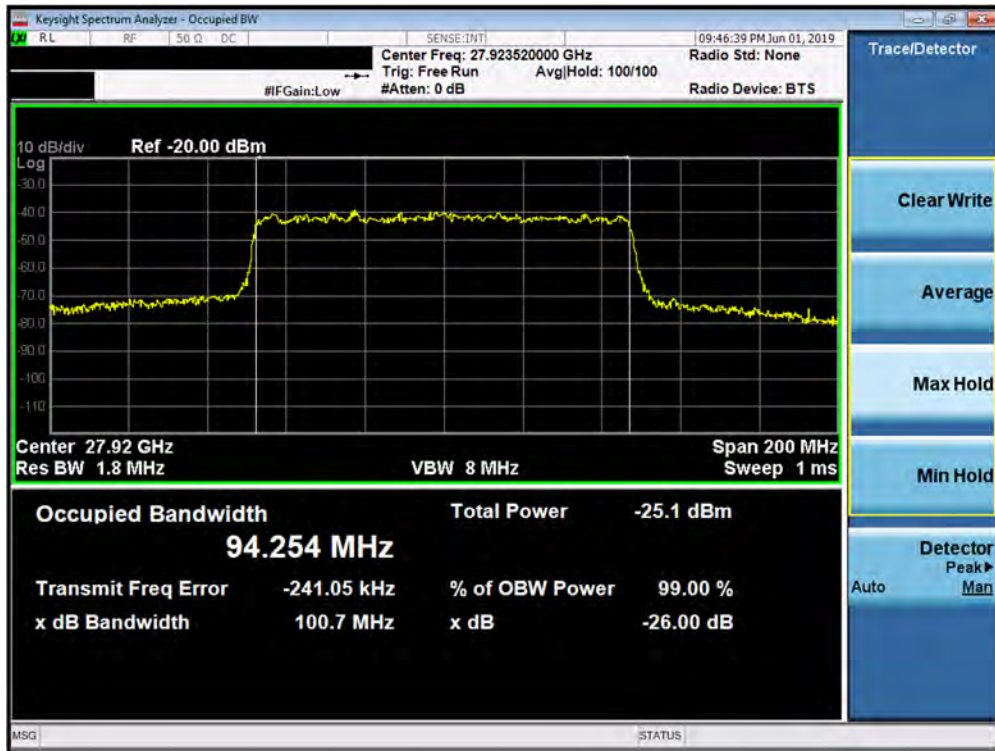 Keysight Spectrum Analyzer - Occupied BW
RL RF 50 Ω DC SENSE:INT 09:46:39 PM Jun 01, 2019
Center Freq: 27.923520000 GHz Radio Std: None
Trig: Free Run Avg|Hold: 100/100
#IFGain:Low #Atten: 0 dB Radio Device: BTS
Trace/Detector
10 dB/div Ref -20.00 dBm
Log
-30.0
-40.0
-50.0
-60.0
-70.0
-80.0
-90.0
-100
-110
Center 27.92 GHz Span 200 MHz
Res BW 1.8 MHz VBW 8 MHz Sweep 1 ms
Occupied Bandwidth Total Power -25.1 dBm
94.254 MHz
Transmit Freq Error -241.05 kHz % of OBW Power 99.00 %
x dB Bandwidth 100.7 MHz x dB -26.00 dB
Clear Write
Average
Max Hold
Min Hold
Detector
Peak▶
Auto Man
MSG STATUS